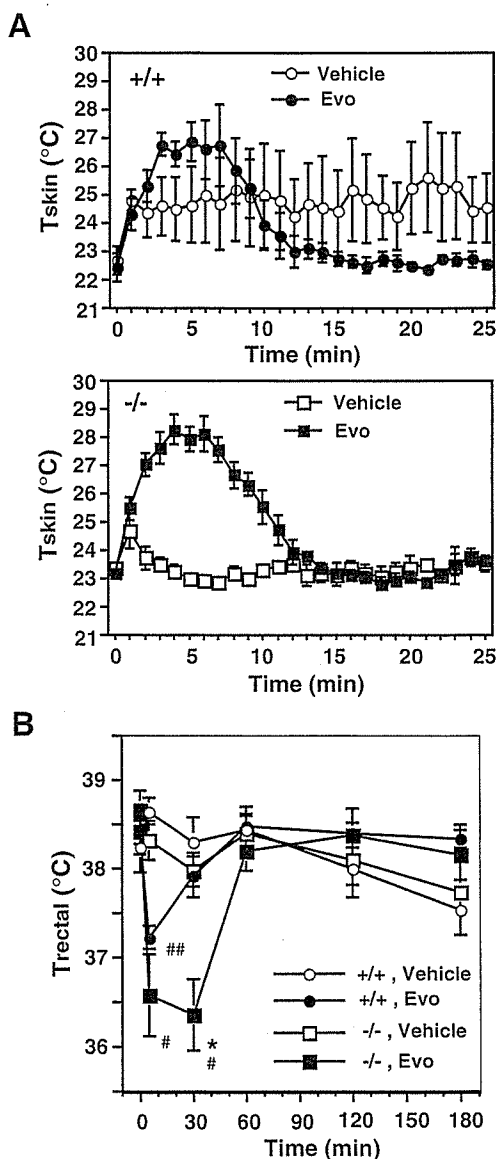 A
30
29
28
27
26
25
24
23
22
21
Tskin (°C)
+/+
Vehicle
Evo
0 5 10 15 20 25
Time (min)
30
29
28
27
26
25
24
23
22
21
Tskin (°C)
-/-
Vehicle
Evo
0 5 10 15 20 25
Time (min)
B
39
38
37
36
Trectal (°C)
##
#
*
#
+/+ , Vehicle
+/+ , Evo
-/- , Vehicle
-/- , Evo
0 30 60 90 120 150 180
Time (min)